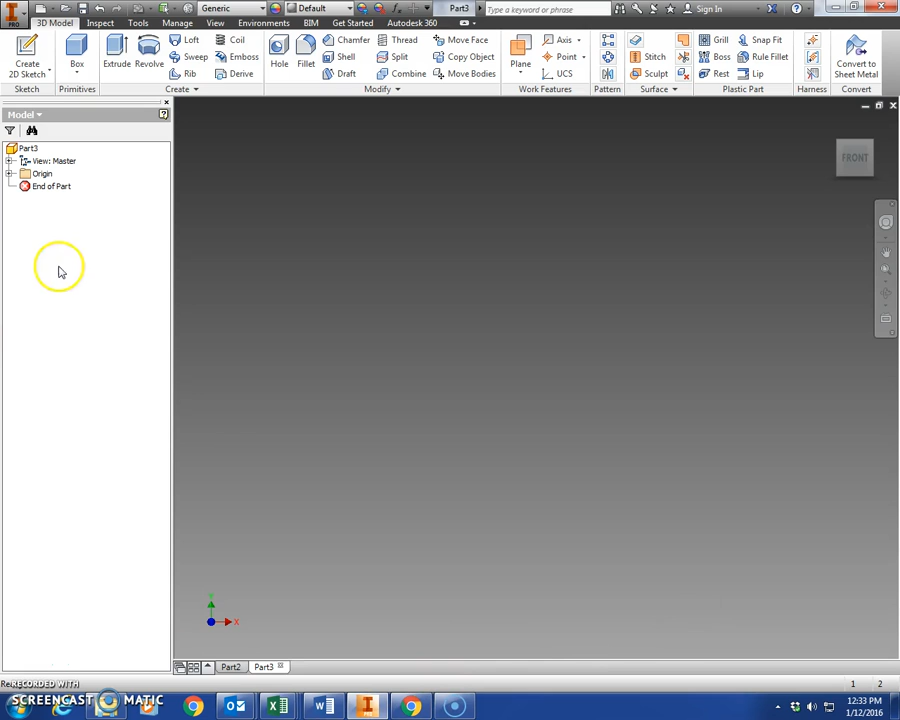 PRO Generic Default Part3 Type a keyword or phrase Sign In
3D Model Inspect Tools Manage View Environments BIM Get Started Autodesk 360
Create 2D Sketch Box Extrude Revolve Loft Coil Hole Fillet Chamfer Thread Move Face Plane Axis Stitch Grill Snap Fit Convert to Sheet Metal
Sweep Emboss Shell Split Copy Object Point Boss Rule Fillet
Rib Derive Draft Combine Move Bodies UCS Sculpt Rest Lip
Sketch Primitives Create Modify Work Features Pattern Surface Plastic Part Harness Convert
Model
Part3
View: Master
Origin
End of Part
FRONT
Y
X
Part2 Part3
1 2
RECORDED WITH
SCREENCAST MATIC
12:33 PM
1/12/2016